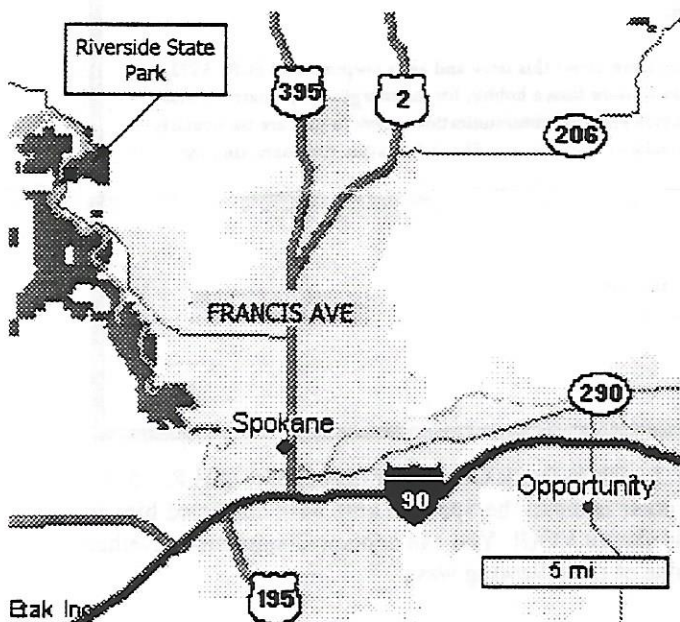 Riverside State
Park
395
2
206
FRANCIS AVE
290
Spokane
90
Opportunity
195
5 mi
Etak Inc